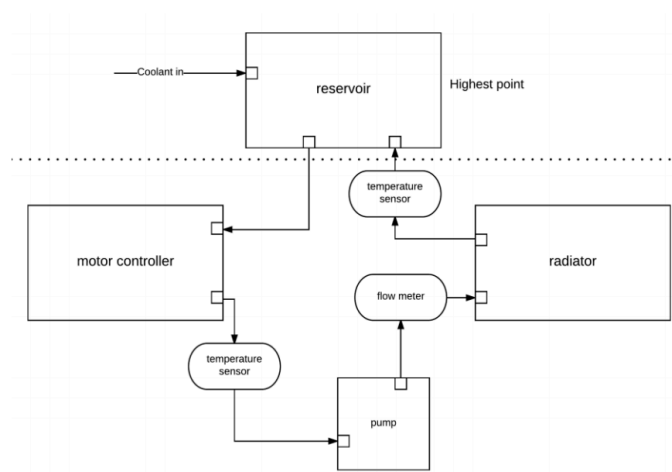 Coolant in
reservoir
Highest point
temperature
sensor
motor controller
radiator
flow meter
temperature
sensor
pump